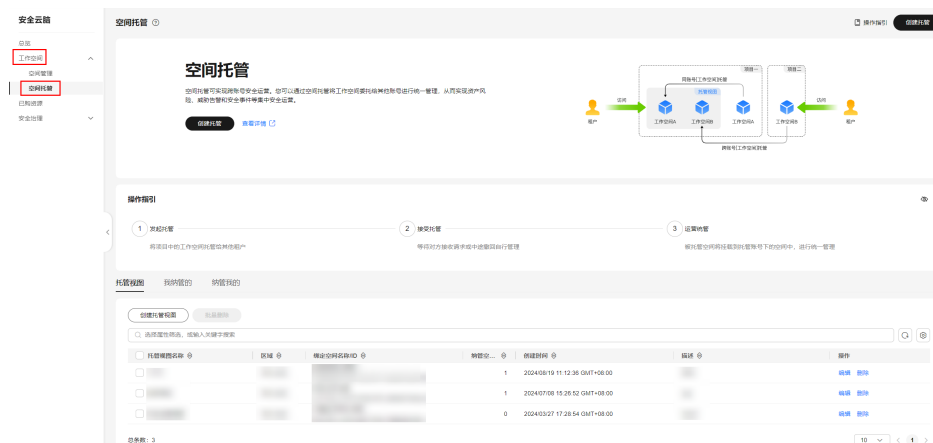 安全云脑
总览
工作空间
空间管理
空间托管
已购资源
安全治理
空间托管
操作指引
创建托管
空间托管
空间托管可实现跨账号安全运营。您可以通过空间托管将工作空间委托给其他账号进行统一管理，从而实现资产风
险、威胁告警和安全事件等集中安全运营。
创建托管 查看详情
项目一 项目二
同账号工作空间托管
托管视图
访问 访问
租户 工作空间A 工作空间B 工作空间A 工作空间B 租户
跨账号工作空间托管
操作指引
1 发起托管
将项目中的工作空间托管给其他租户
2 接受托管
等待对方接收请求或中途撤回自行管理
3 运营纳管
被托管空间将挂载到托管账号下的空间中，进行统一管理
托管视图 我纳管的 纳管我的
创建托管视图 批量删除
选择属性筛选，或输入关键字搜索
托管视图名称 区域 绑定空间名称/ID 纳管空... 创建时间 描述 操作
1 2024/08/19 11:12:36 GMT+08:00 编辑 删除
1 2024/07/08 15:26:52 GMT+08:00 编辑 删除
0 2024/03/27 17:28:54 GMT+08:00 编辑 删除
总条数: 3
10 1